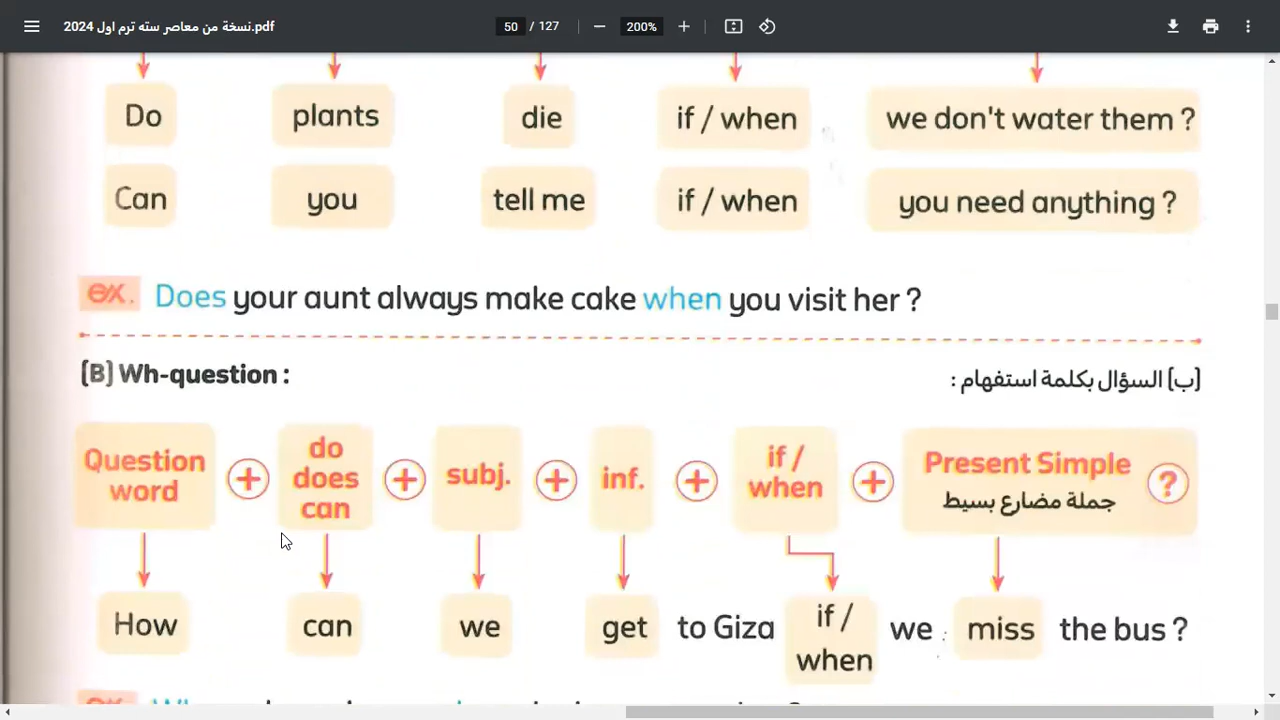 نسخة من معاصر سته ترم اول 2024.pdf
50 / 127
200%
Do plants die if / when we don't water them ?
Can you tell me if / when you need anything ?
ex. Does your aunt always make cake when you visit her ?
(B) Wh-question :
(ب) السؤال بكلمة استفهام :
Question word + do does can + subj. + inf. + if / when + Present Simple جملة مضارع بسيط ?
How can we get to Giza if / when we miss the bus ?